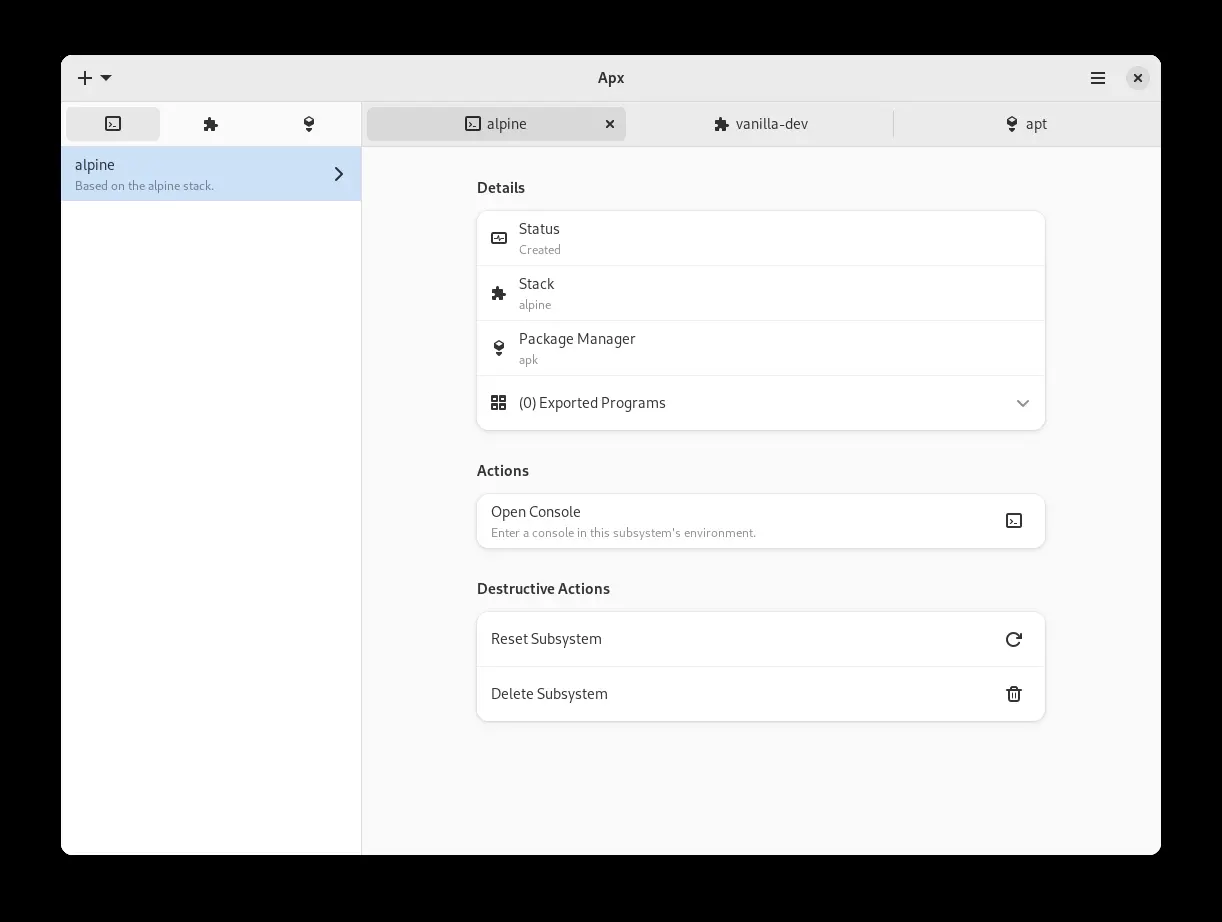 Apx
alpine
vanilla-dev
apt
alpine
Based on the alpine stack.
Details
Status
Created
Stack
alpine
Package Manager
apk
(0) Exported Programs
Actions
Open Console
Enter a console in this subsystem's environment.
Destructive Actions
Reset Subsystem
Delete Subsystem